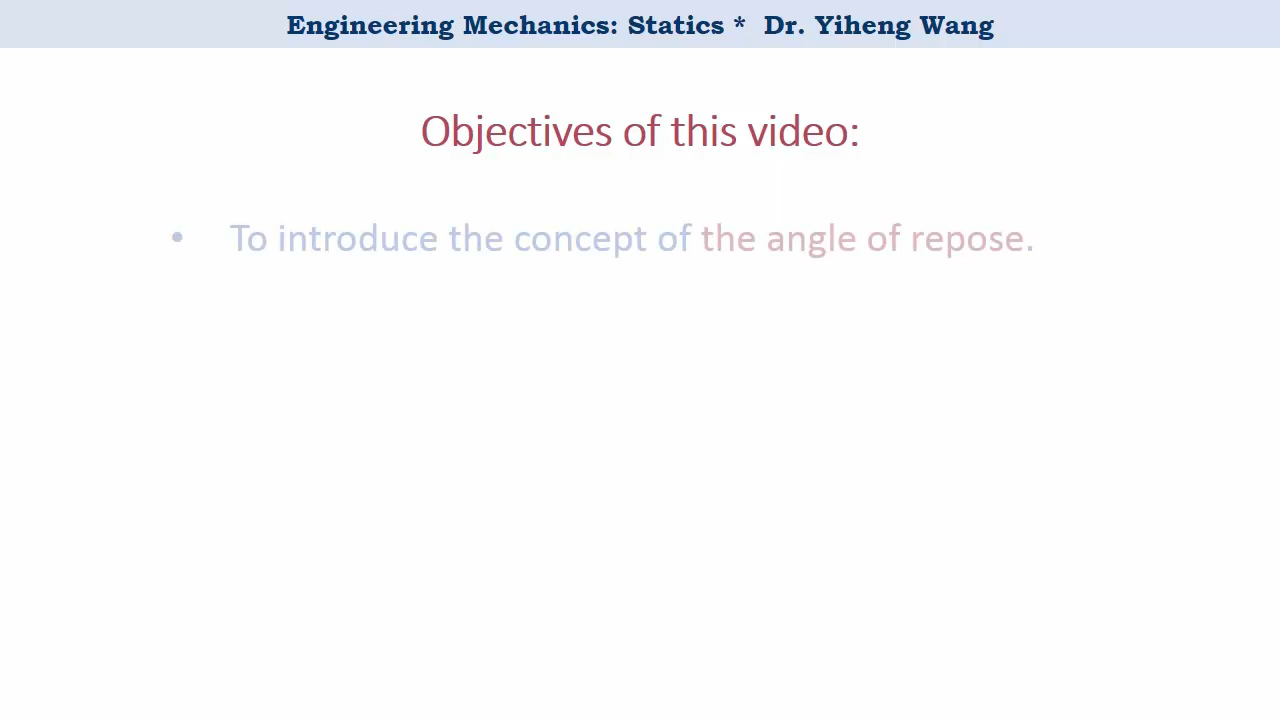 Engineering Mechanics: Statics * Dr. Yiheng Wang
Objectives of this video:
• To introduce the concept of the angle of repose.